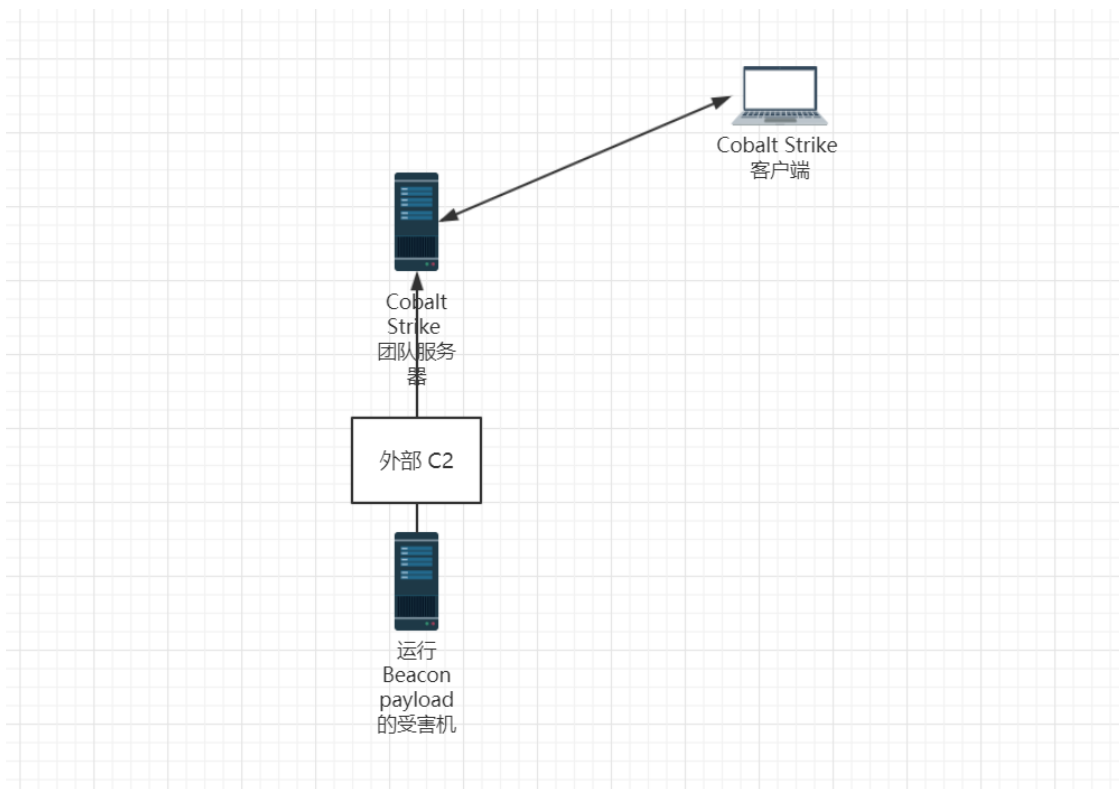 Cobalt Strike
客户端
Cobalt
Strike
团队服务
器
外部 C2
运行
Beacon
payload
的受害机